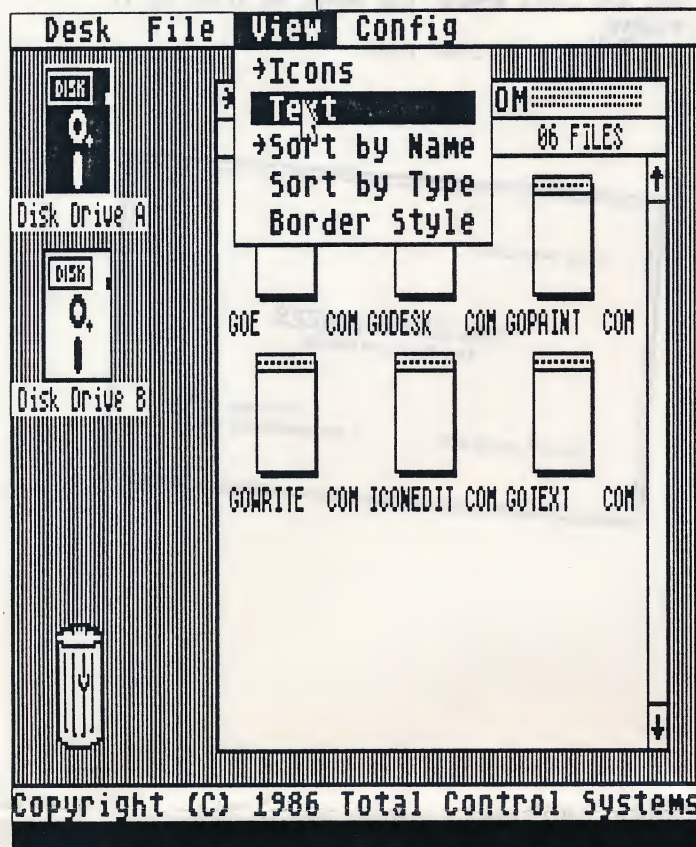 Desk File View Config
→Icons
Text
→Sort by Name
Sort by Type
Border Style
OM
06 FILES
DISK
Disk Drive A
DISK
Disk Drive B
GOE COM GODESK COM GOPAINT COM
GOWRITE COM ICONEDIT COM GOTEXT COM
Copyright (C) 1986 Total Control Systems